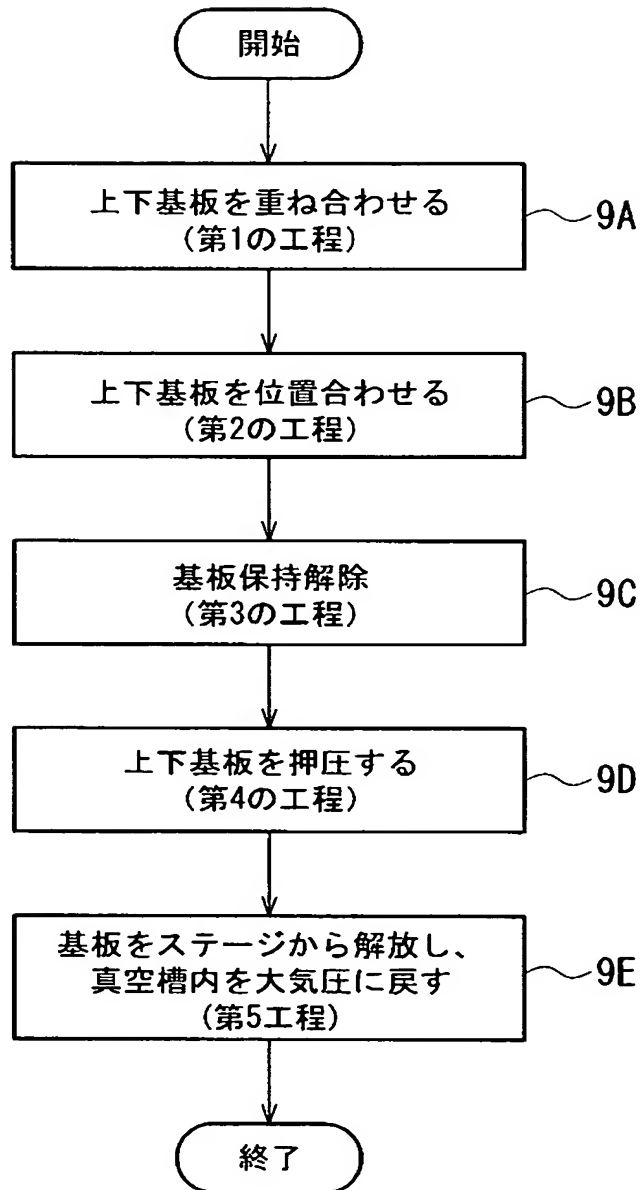 開始
上下基板を重ね合わせる
(第1の工程)
9A
上下基板を位置合わせる
(第2の工程)
9B
基板保持解除
(第3の工程)
9C
上下基板を押圧する
(第4の工程)
9D
基板をステージから解放し、
真空槽内を大気圧に戻す
(第5工程)
9E
終了